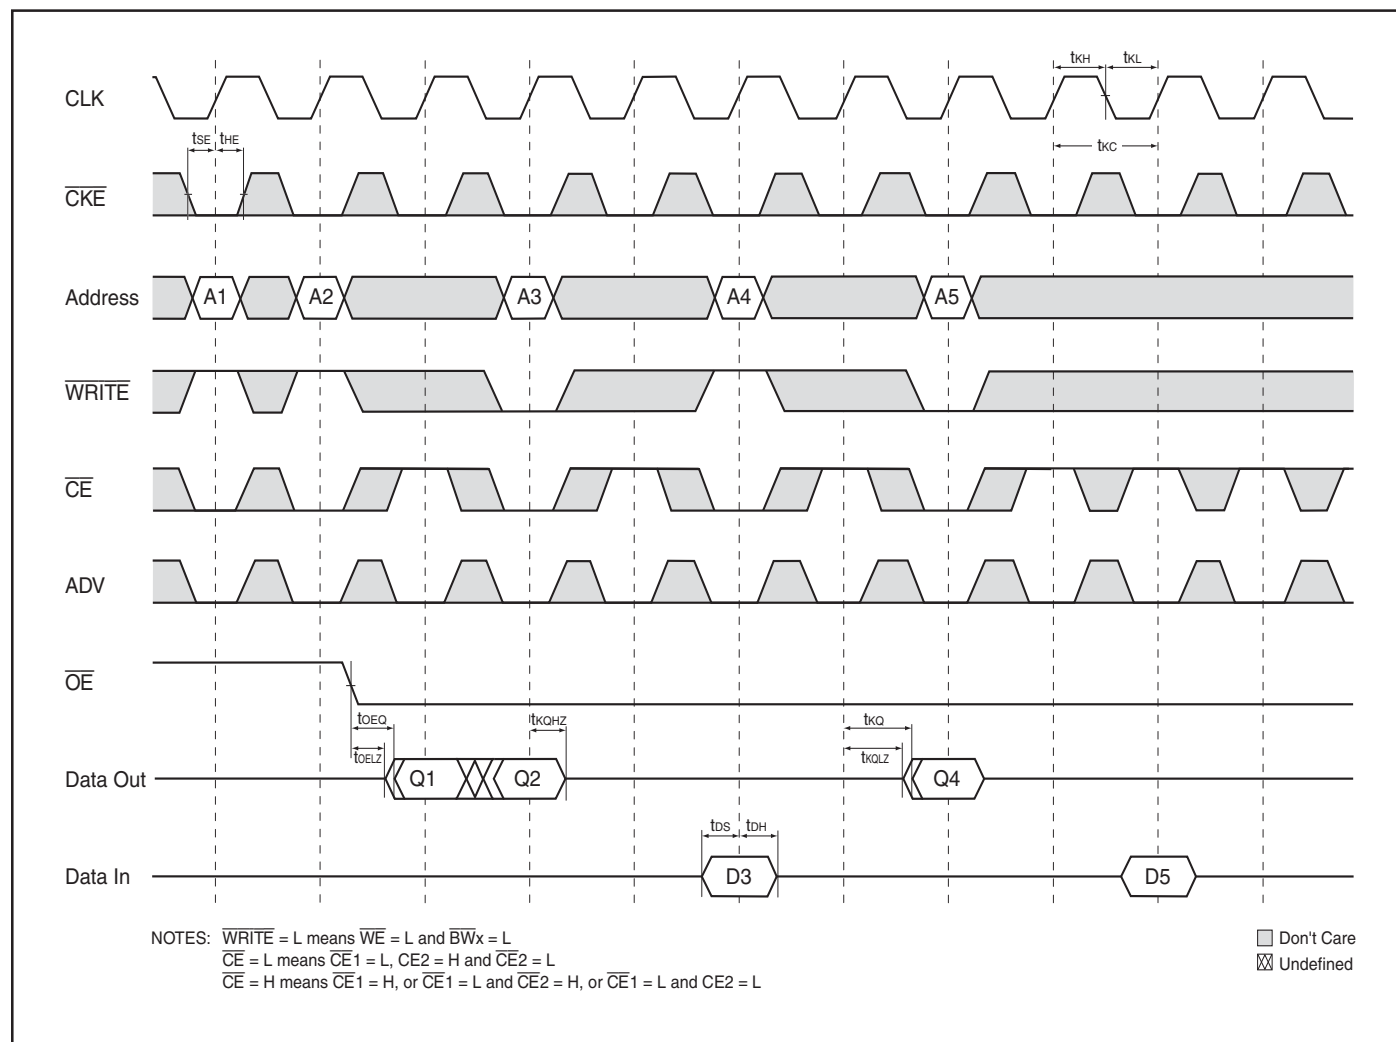 tKH tKL
CLK
tSE tHE
tKC
CKE
Address A1 A2 A3 A4 A5
WRITE
CE
ADV
OE
tOEQ tKQHZ tKQ
tOELZ tKQLZ
Data Out Q1 Q2 Q4
tDS tDH
Data In D3 D5
NOTES: WRITE = L means WE = L and BWx = L
CE = L means CE1 = L, CE2 = H and CE2 = L
CE = H means CE1 = H, or CE1 = L and CE2 = H, or CE1 = L and CE2 = L
Don't Care
Undefined